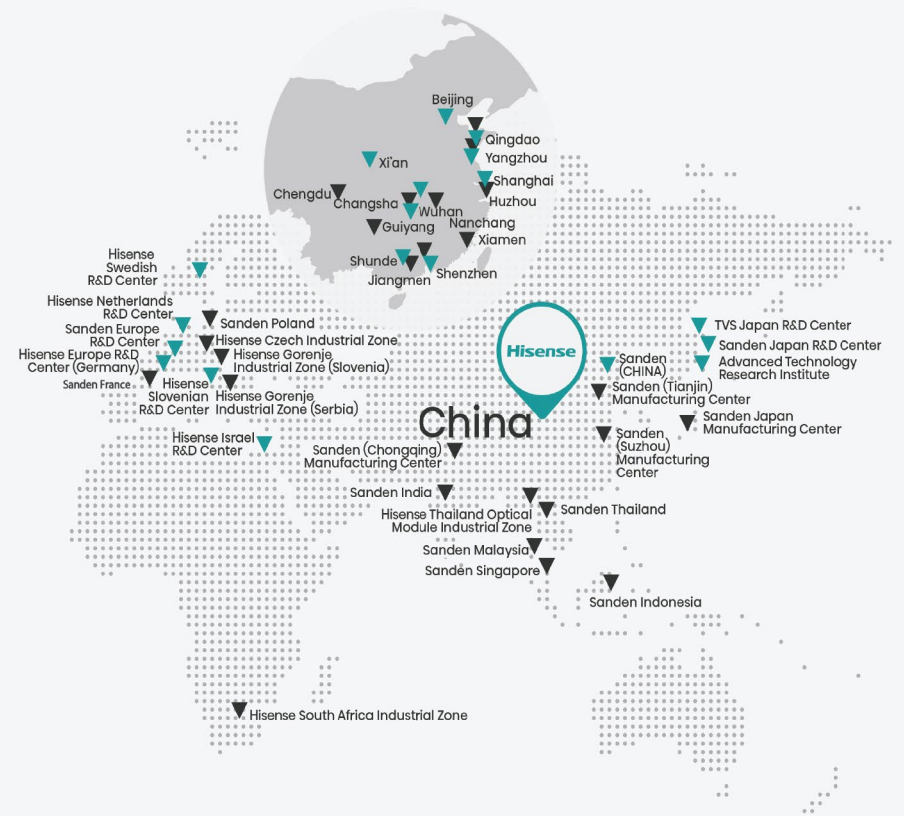 Beijing
Qingdao
Yangzhou
Xi'an
Shanghai
Chengdu
Changsha
Huzhou
Wuhan
Nanchang
Guiyang
Xiamen
Shunde
Shenzhen
Jiangmen
Hisense
Swedish
R&D Center
Hisense Netherlands
R&D Center
Sanden Poland
Sanden Europe
R&D Center
Hisense Czech Industrial Zone
Hisense Europe R&D
Center (Germany)
Hisense Gorenje
Industrial Zone (Slovenia)
Sanden France
Hisense
Slovenian
R&D Center
Hisense Gorenje
Industrial Zone (Serbia)
Hisense Israel
R&D Center
Hisense
China
TVS Japan R&D Center
Sanden Japan R&D Center
Advanced Technology
Research Institute
Sanden
(CHINA)
Sanden (Tianjin)
Manufacturing Center
Sanden Japan
Manufacturing Center
Sanden
(Suzhou)
Manufacturing
Center
Sanden (Chongqing)
Manufacturing Center
Sanden India
Hisense Thailand Optical
Module Industrial Zone
Sanden Thailand
Sanden Malaysia
Sanden Singapore
Sanden Indonesia
Hisense South Africa Industrial Zone